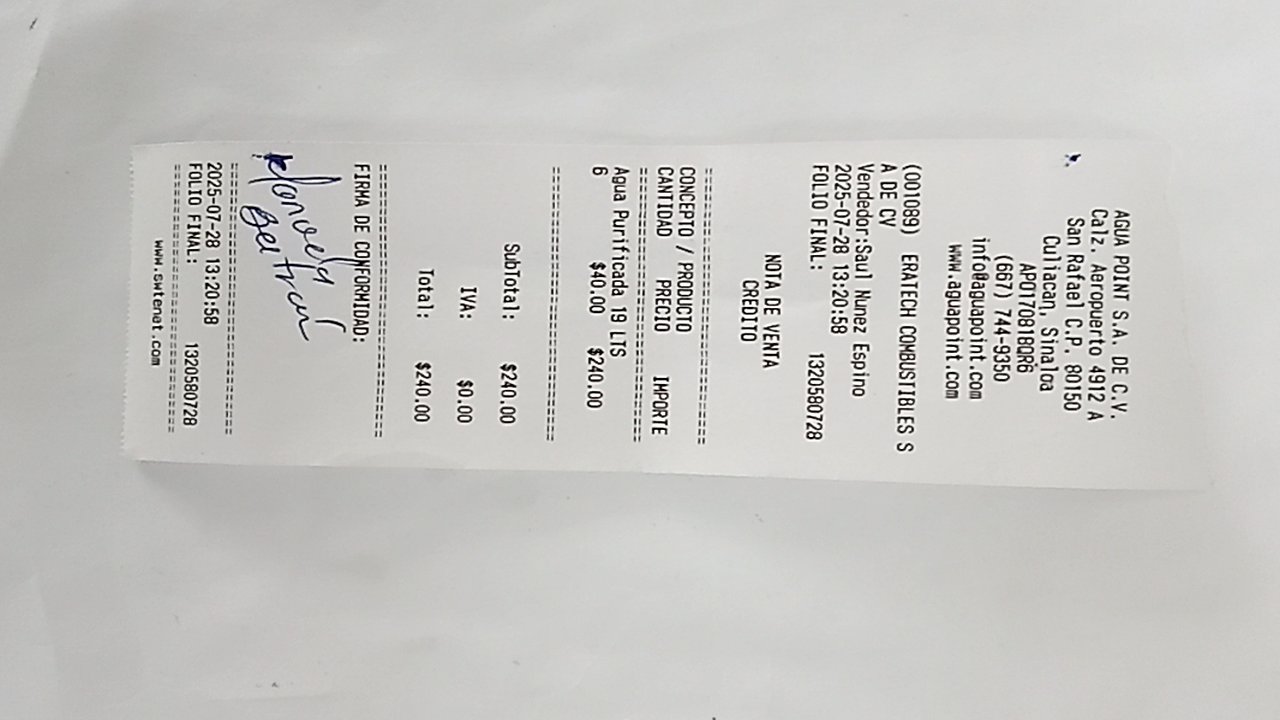 AGUA POINT S.A. DE C.V.
Calz. Aeropuerto 4912 A
San Rafael C.P. 80150
Culiacan, Sinaloa
APO170818QR6
(667) 744-9350
info@aguapoint.com
www.aguapoint.com
(001089) ERATECH COMBUSTIBLES S
A DE CV
Vendedor:Saul Nunez Espino
2025-07-28 13:20:58
FOLIO FINAL: 1320580728
NOTA DE VENTA
CREDITO
CONCEPTO / PRODUCTO
CANTIDAD PRECIO IMPORTE
Agua Purificada 19 LTS
6 $40.00 $240.00
SubTotal: $240.00
IVA: $0.00
Total: $240.00
FIRMA DE CONFORMIDAD:
2025-07-28 13:20:58
FOLIO FINAL: 1320580728
www.swtenet.com